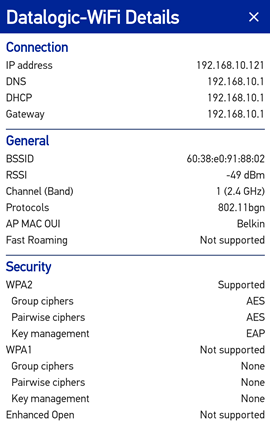 Datalogic-WiFi Details ×
Connection
IP address 192.168.10.121
DNS 192.168.10.1
DHCP 192.168.10.1
Gateway 192.168.10.1
General
BSSID 60:38:e0:91:88:02
RSSI -49 dBm
Channel (Band) 1 (2.4 GHz)
Protocols 802.11bgn
AP MAC OUI Belkin
Fast Roaming Not supported
Security
WPA2 Supported
Group ciphers AES
Pairwise ciphers AES
Key management EAP
WPA1 Not supported
Group ciphers None
Pairwise ciphers None
Key management None
Enhanced Open Not supported